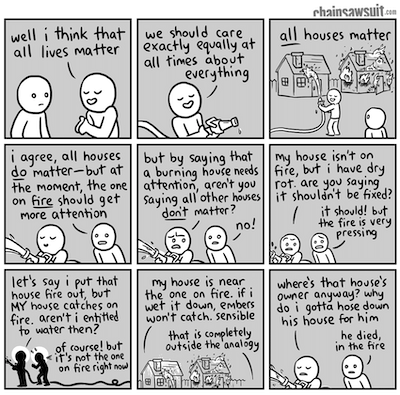 chainsawsuit.com
well i think that
all lives matter
we should care
exactly equally at
all times about
everything
all houses matter
i agree, all houses
do matter—but at
the moment, the one
on fire should get
more attention
but by saying that
a burning house needs
attention, aren't you
saying all other houses
don't matter?
no!
my house isn't on
fire, but i have dry
rot. are you saying
it shouldn't be fixed?
it should! but
the fire is very
pressing
let's say i put that
house fire out, but
MY house catches on
fire. aren't i entitled
to water then?
of course! but
it's not the one
on fire right now
my house is near
the one on fire. if i
wet it down, embers
won't catch. sensible
that is completely
outside the analogy
where's that house's
owner anyway? why
do i gotta hose down
his house for him
he died,
in the fire